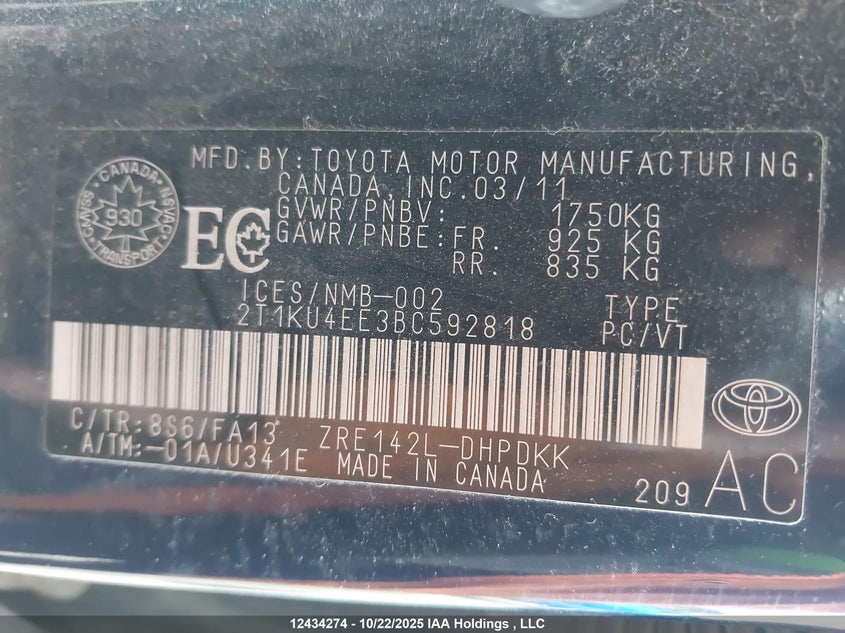 MFD.BY:TOYOTA MOTOR MANUFACTURING,
CANADA,INC.03/11
GVWR/PNBV: 1750KG
GAWR/PNBE:FR. 925 KG
RR. 835 KG
CANADA
930
TRANSPORT
EC
ICES/NMB-002
TYPE
2T1KU4EE3BC592818
PC/VT
C/TR:8S6/FA13 ZRE142L-DHPDKK
A/TM:-01A/U341E MADE IN CANADA
209 AC
12434274 - 10/22/2025 IAA Holdings , LLC